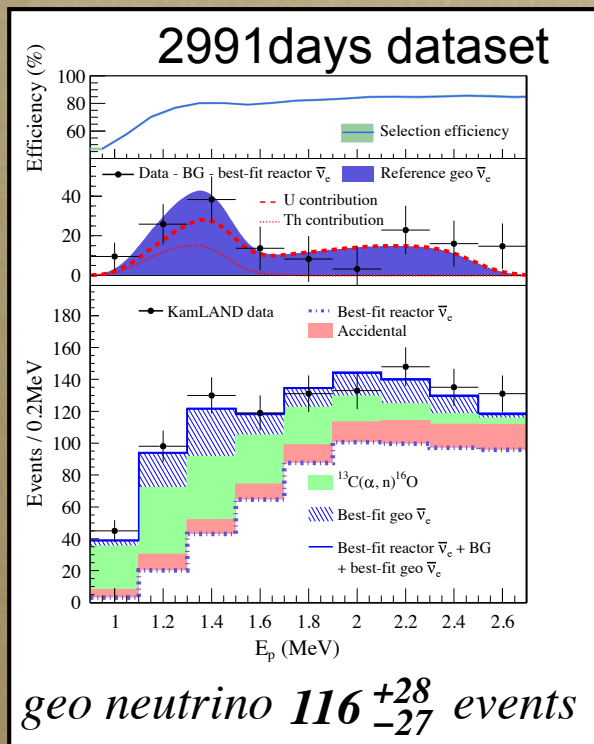 2991days dataset
Efficiency (%)
100
80
60
40
Selection efficiency
Data - BG - best-fit reactor ν̄e
Reference geo ν̄e
U contribution
Th contribution
40
20
0
KamLAND data
Best-fit reactor ν̄e
Accidental
13C(α, n)16O
Best-fit geo ν̄e
Best-fit reactor ν̄e + BG
+ best-fit geo ν̄e
Events / 0.2MeV
180
160
140
120
100
80
60
40
20
0
1 1.2 1.4 1.6 1.8 2 2.2 2.4 2.6
Ep (MeV)
geo neutrino 116 +28 −27 events